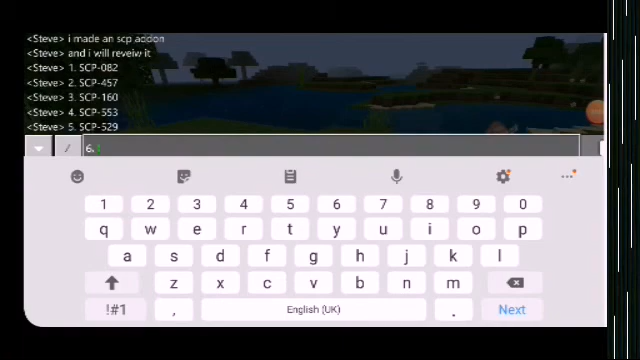 <Steve> i made an scp addon
<Steve> and i will reveiw it
<Steve> 1. SCP-082
<Steve> 2. SCP-457
<Steve> 3. SCP-160
<Steve> 4. SCP-553
<Steve> 5. SCP-529
/ 6.
1 2 3 4 5 6 7 8 9 0
q w e r t y u i o p
a s d f g h j k l
z x c v b n m
!#1 , English (UK) . Next